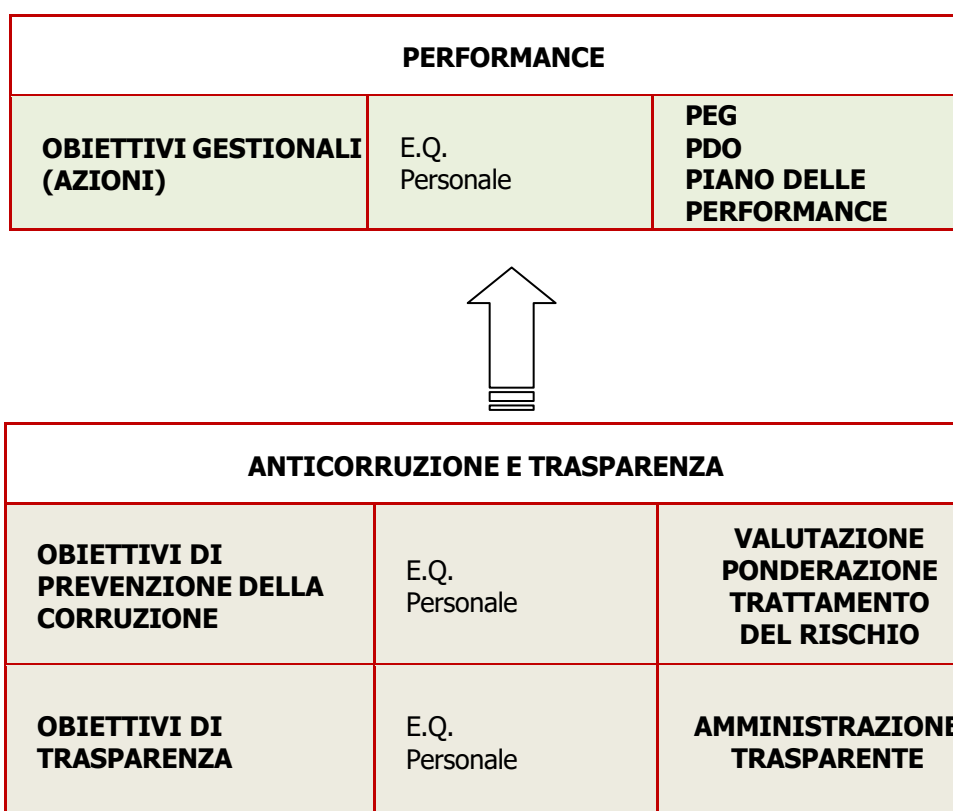 PERFORMANCE
OBIETTIVI GESTIONALI
(AZIONI)
E.Q.
Personale
PEG
PDO
PIANO DELLE
PERFORMANCE
ANTICORRUZIONE E TRASPARENZA
OBIETTIVI DI
PREVENZIONE DELLA
CORRUZIONE
E.Q.
Personale
VALUTAZIONE
PONDERAZIONE
TRATTAMENTO
DEL RISCHIO
OBIETTIVI DI
TRASPARENZA
E.Q.
Personale
AMMINISTRAZIONE
TRASPARENTE